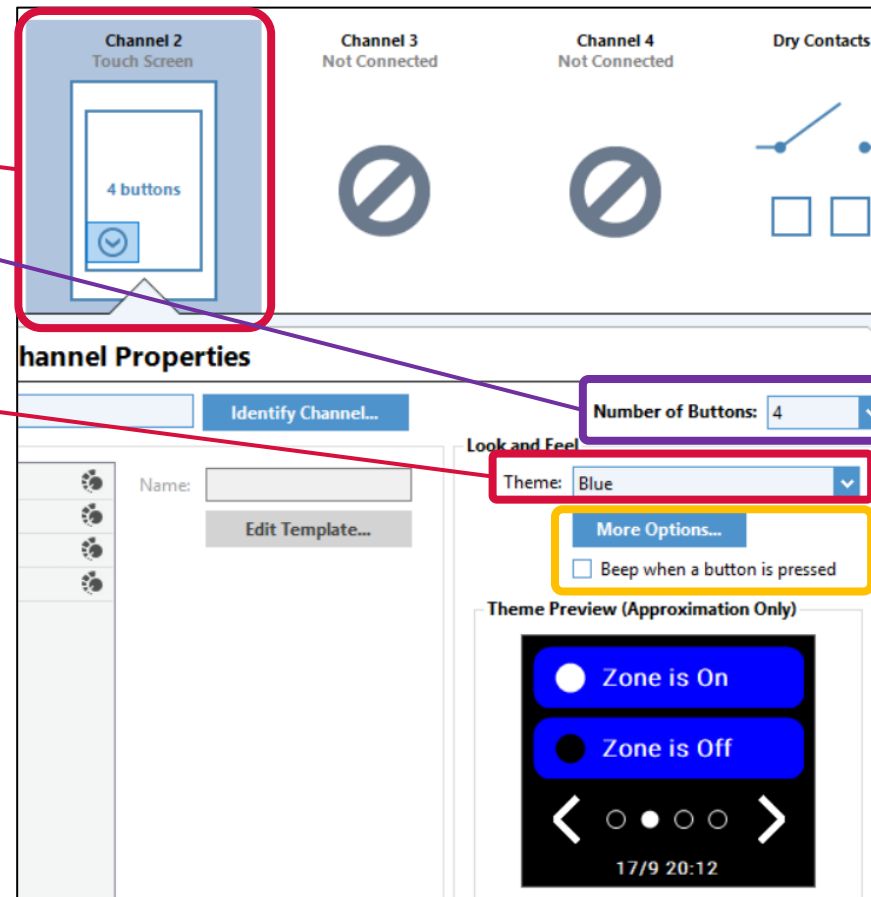 Channel 2
Touch Screen
Channel 3
Not Connected
Channel 4
Not Connected
Dry Contacts
4 buttons
hannel Properties
Identify Channel...
Number of Buttons: 4
Look and Feel
Name:
Theme: Blue
Edit Template...
More Options...
Beep when a button is pressed
Theme Preview (Approximation Only)
Zone is On
Zone is Off
17/9 20:12